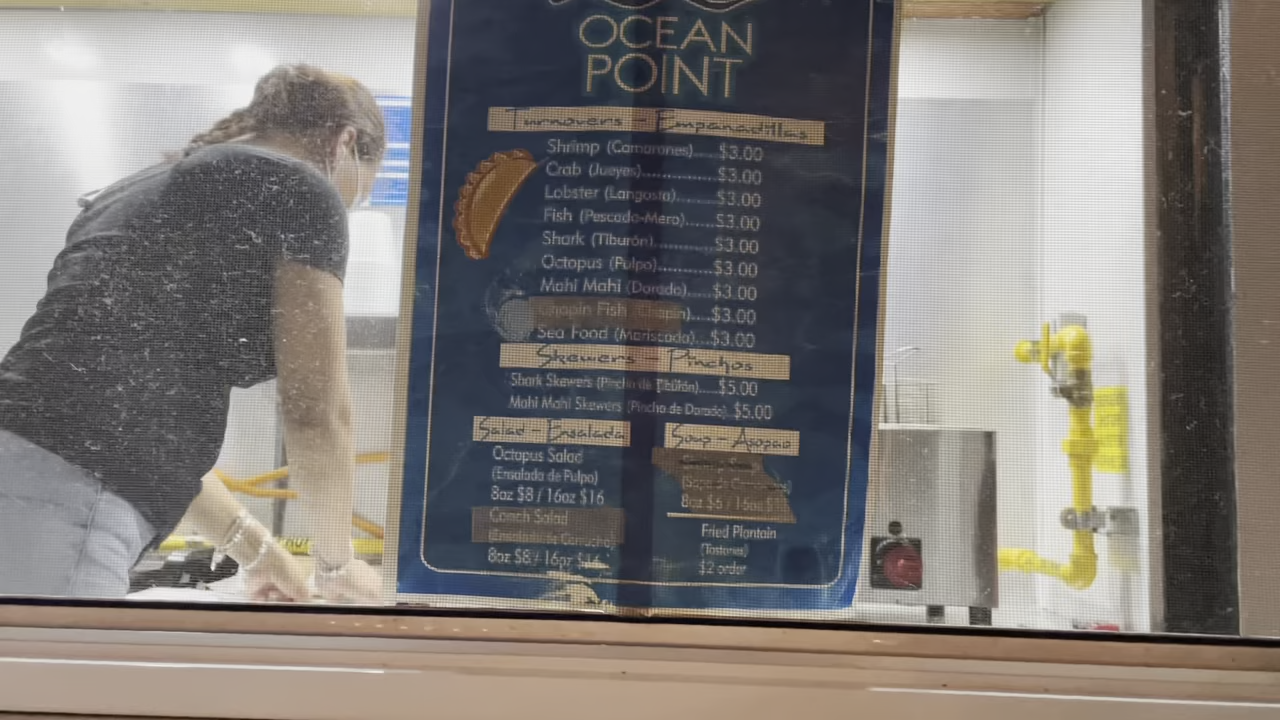 OCEAN
POINT
Turnovers - Empanadillas
Shrimp (Camarones)....$3.00
Crab (Jueyes)............$3.00
Lobster (Langosta)......$3.00
Fish (Pescado-Mero).....$3.00
Shark (Tiburón)...........$3.00
Octopus (Pulpo)..........$3.00
Mahi Mahi (Dorado)....$3.00
Chapin Fish (Chapin)...$3.00
Sea Food (Mariscada)...$3.00
Skewers - Pinchos
Shark Skewers (Pincho de Tiburón)....$5.00
Mahi Mahi Skewers (Pincho de Dorado).$5.00
Salad - Ensalada
Octopus Salad
(Ensalada de Pulpo)
8oz $8 / 16oz $16
Conch Salad
(Ensalada de Carrucho)
8oz $8 / 16oz $16
Soup - Asopao
8oz $6 / 16oz
Fried Plantain
(Tostones)
$2 order